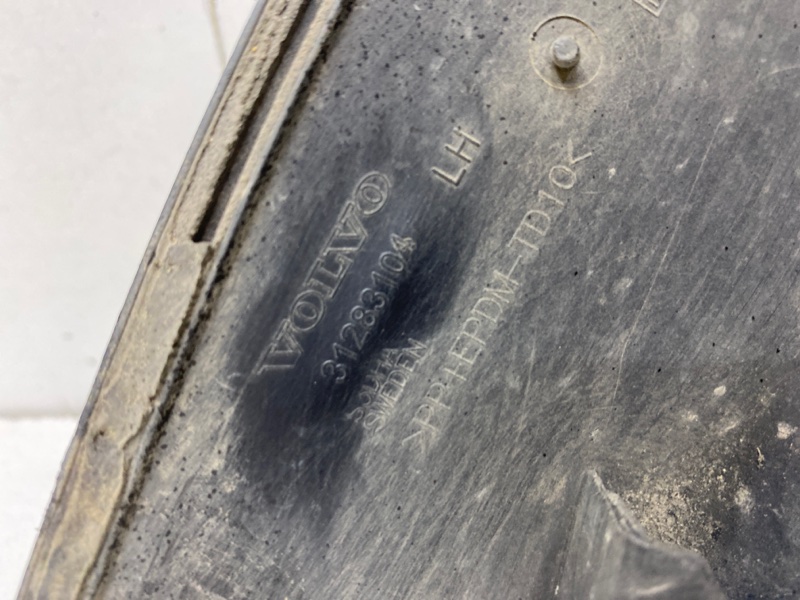 LH
VOLVO
31283104
SWEDEN
>PP+EPDM-TD10<